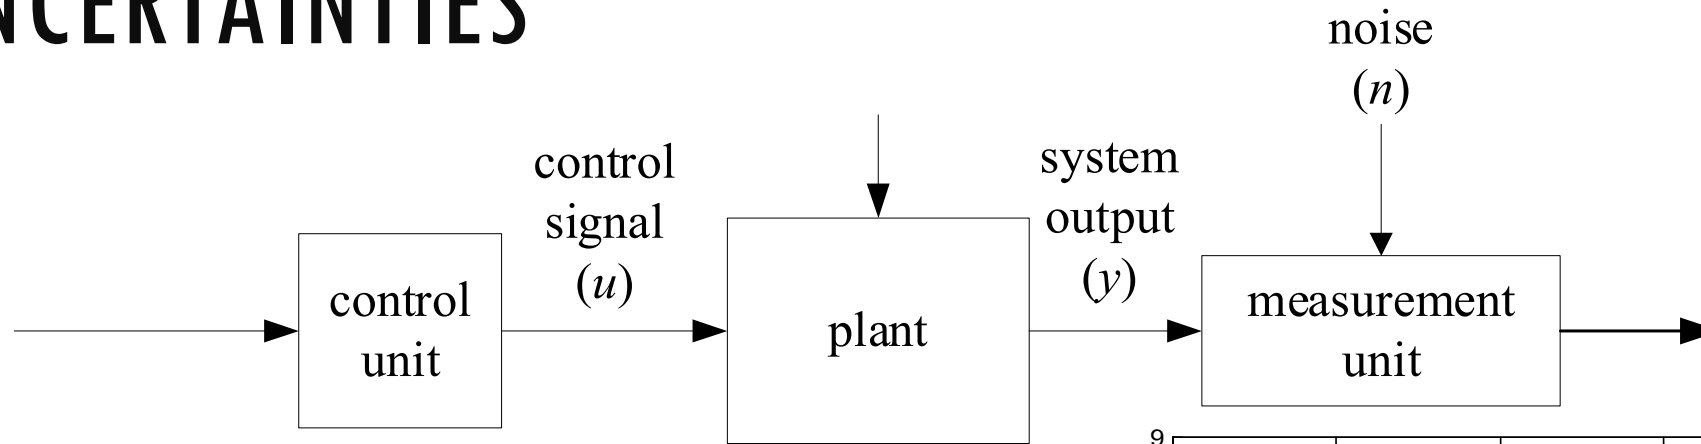 NCERTAINTIES
noise
(n)
control
signal
(u)
system
output
(y)
control
unit
plant
measurement
unit
9